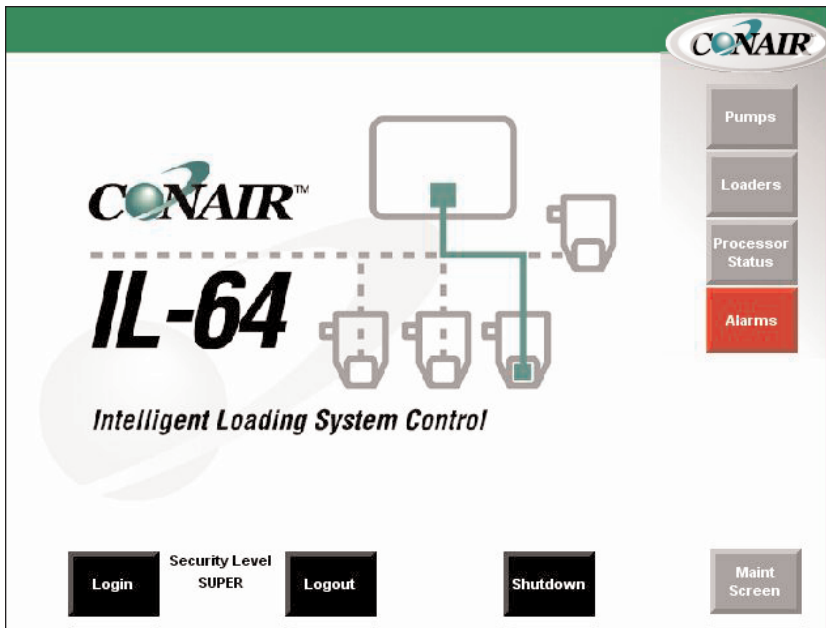 CONAIR
Pumps
Loaders
Processor
Status
Alarms
CONAIR™
IL-64
Intelligent Loading System Control
Login
Security Level
SUPER
Logout
Shutdown
Maint
Screen